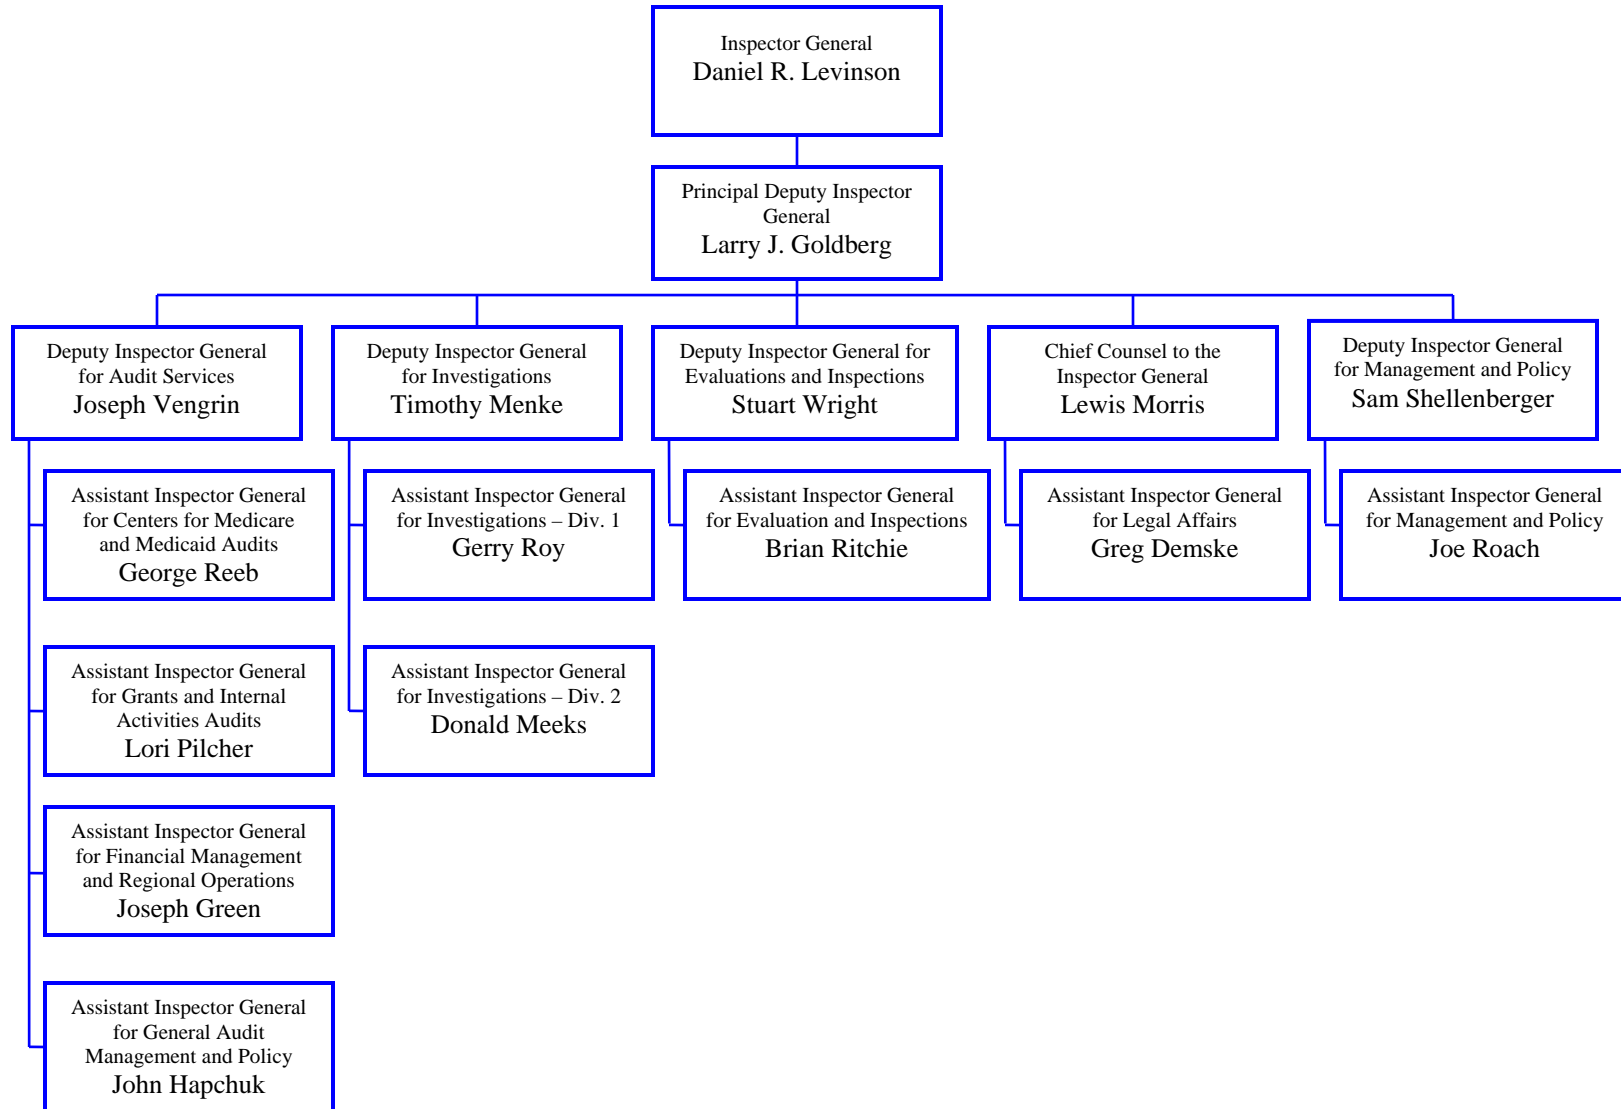 Inspector General
Daniel R. Levinson
Principal Deputy Inspector
General
Larry J. Goldberg
Deputy Inspector General
for Audit Services
Joseph Vengrin
Deputy Inspector General
for Investigations
Timothy Menke
Deputy Inspector General for
Evaluations and Inspections
Stuart Wright
Chief Counsel to the
Inspector General
Lewis Morris
Deputy Inspector General
for Management and Policy
Sam Shellenberger
Assistant Inspector General
for Centers for Medicare
and Medicaid Audits
George Reeb
Assistant Inspector General
for Investigations – Div. 1
Gerry Roy
Assistant Inspector General
for Evaluation and Inspections
Brian Ritchie
Assistant Inspector General
for Legal Affairs
Greg Demske
Assistant Inspector General
for Management and Policy
Joe Roach
Assistant Inspector General
for Grants and Internal
Activities Audits
Lori Pilcher
Assistant Inspector General
for Investigations – Div. 2
Donald Meeks
Assistant Inspector General
for Financial Management
and Regional Operations
Joseph Green
Assistant Inspector General
for General Audit
Management and Policy
John Hapchuk